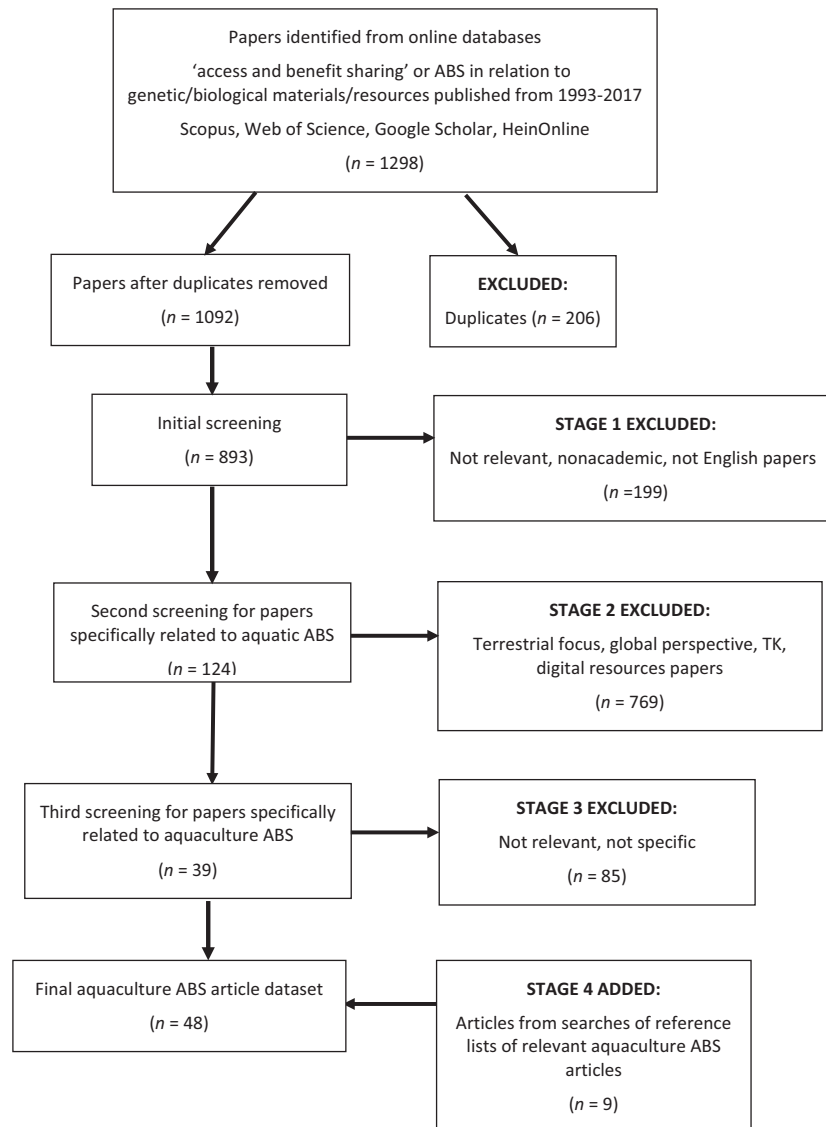 Papers identified from online databases
‘access and benefit sharing’ or ABS in relation to
genetic/biological materials/resources published from 1993-2017
Scopus, Web of Science, Google Scholar, HeinOnline
(n = 1298)
Papers after duplicates removed
(n = 1092)
EXCLUDED:
Duplicates (n = 206)
Initial screening
(n = 893)
STAGE 1 EXCLUDED:
Not relevant, nonacademic, not English papers
(n =199)
Second screening for papers
specifically related to aquatic ABS
(n = 124)
STAGE 2 EXCLUDED:
Terrestrial focus, global perspective, TK,
digital resources papers
(n = 769)
Third screening for papers specifically
related to aquaculture ABS
(n = 39)
STAGE 3 EXCLUDED:
Not relevant, not specific
(n = 85)
Final aquaculture ABS article dataset
(n = 48)
STAGE 4 ADDED:
Articles from searches of reference
lists of relevant aquaculture ABS
articles
(n = 9)